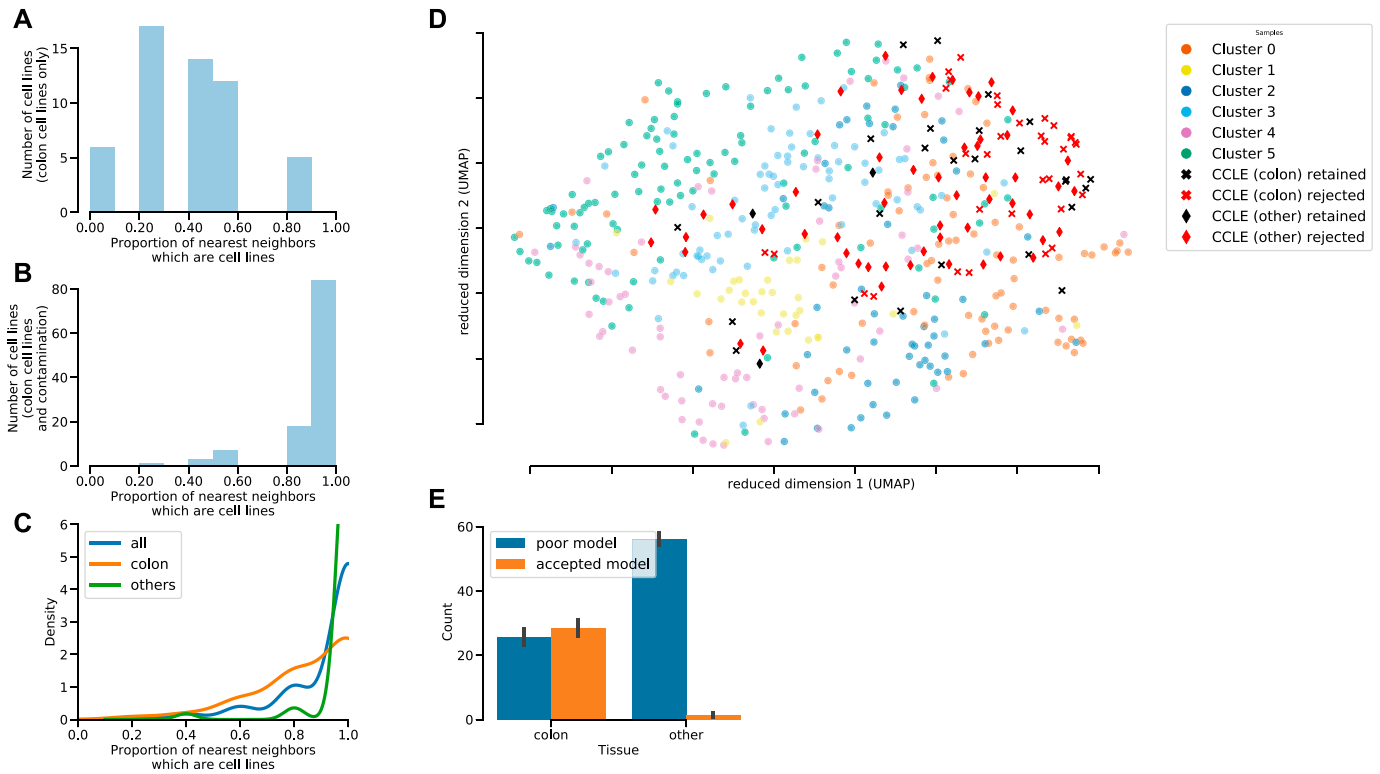 A
Number of cell lines
(colon cell lines only)
15
10
5
0
0.00 0.20 0.40 0.60 0.80 1.00
Proportion of nearest neighbors
which are cell lines
B
Number of cell lines
(colon cell lines
and contamination)
80
60
40
20
0
0.00 0.20 0.40 0.60 0.80 1.00
Proportion of nearest neighbors
which are cell lines
C
Density
6
5
4
3
2
1
0
all
colon
others
0.0 0.2 0.4 0.6 0.8 1.0
Proportion of nearest neighbors
which are cell lines
D
reduced dimension 2 (UMAP)
reduced dimension 1 (UMAP)
Samples
Cluster 0
Cluster 1
Cluster 2
Cluster 3
Cluster 4
Cluster 5
CCLE (colon) retained
CCLE (colon) rejected
CCLE (other) retained
CCLE (other) rejected
E
Count
60
40
20
0
poor model
accepted model
colon other
Tissue